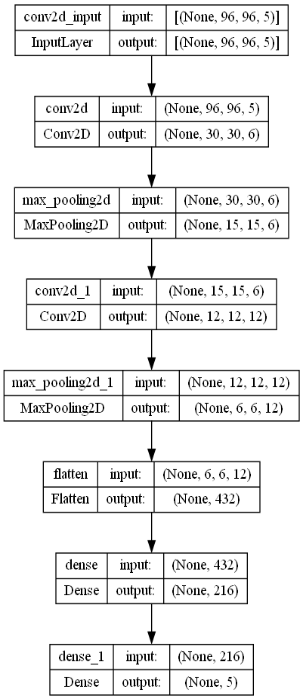 conv2d_input input: [(None, 96, 96, 5)]
InputLayer output: [(None, 96, 96, 5)]
conv2d input: (None, 96, 96, 5)
Conv2D output: (None, 30, 30, 6)
max_pooling2d input: (None, 30, 30, 6)
MaxPooling2D output: (None, 15, 15, 6)
conv2d_1 input: (None, 15, 15, 6)
Conv2D output: (None, 12, 12, 12)
max_pooling2d_1 input: (None, 12, 12, 12)
MaxPooling2D output: (None, 6, 6, 12)
flatten input: (None, 6, 6, 12)
Flatten output: (None, 432)
dense input: (None, 432)
Dense output: (None, 216)
dense_1 input: (None, 216)
Dense output: (None, 5)